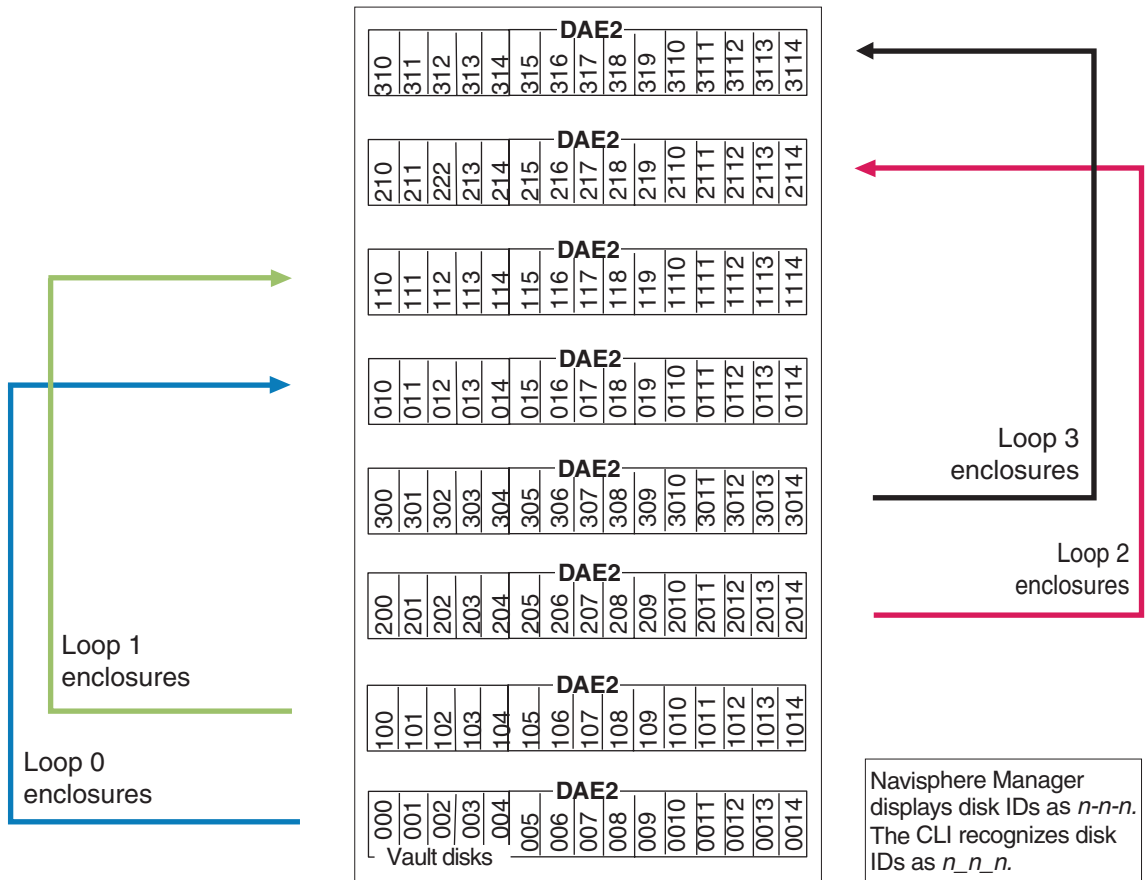 DAE2
310 311 312 313 314 315 316 317 318 319 3110 3111 3112 3113 3114
DAE2
210 211 222 213 214 215 216 217 218 219 2110 2111 2112 2113 2114
DAE2
110 111 112 113 114 115 116 117 118 119 1110 1111 1112 1113 1114
DAE2
010 011 012 013 014 015 016 017 018 019 0110 0111 0112 0113 0114
Loop 3
enclosures
DAE2
300 301 302 303 304 305 306 307 308 309 3010 3011 3012 3013 3014
Loop 2
enclosures
DAE2
200 201 202 203 204 205 206 207 208 209 2010 2011 2012 2013 2014
Loop 1
enclosures
DAE2
100 101 102 103 104 105 106 107 108 109 1010 1011 1012 1013 1014
Loop 0
enclosures
DAE2
000 001 002 003 004 005 006 007 008 009 0010 0011 0012 0013 0014
Vault disks
Navisphere Manager
displays disk IDs as n-n-n.
The CLI recognizes disk
IDs as n_n_n.